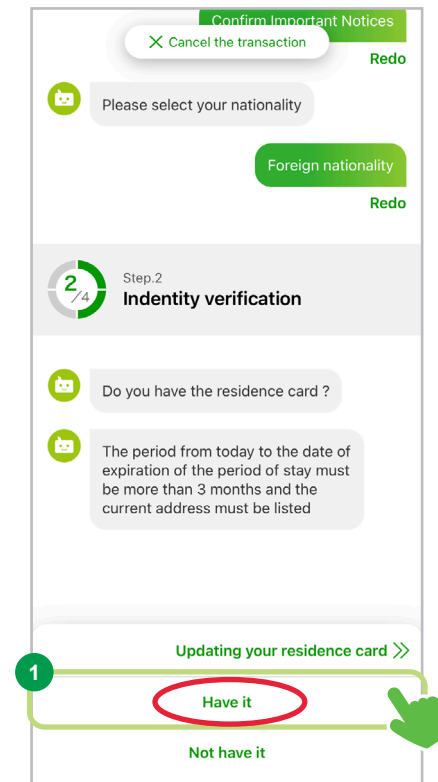 Confirm Important Notices
Cancel the transaction
Redo
Please select your nationality
Foreign nationality
Redo
2/4
Step.2
Indentity verification
Do you have the residence card ?
The period from today to the date of
expiration of the period of stay must
be more than 3 months and the
current address must be listed
Updating your residence card
1
Have it
Not have it